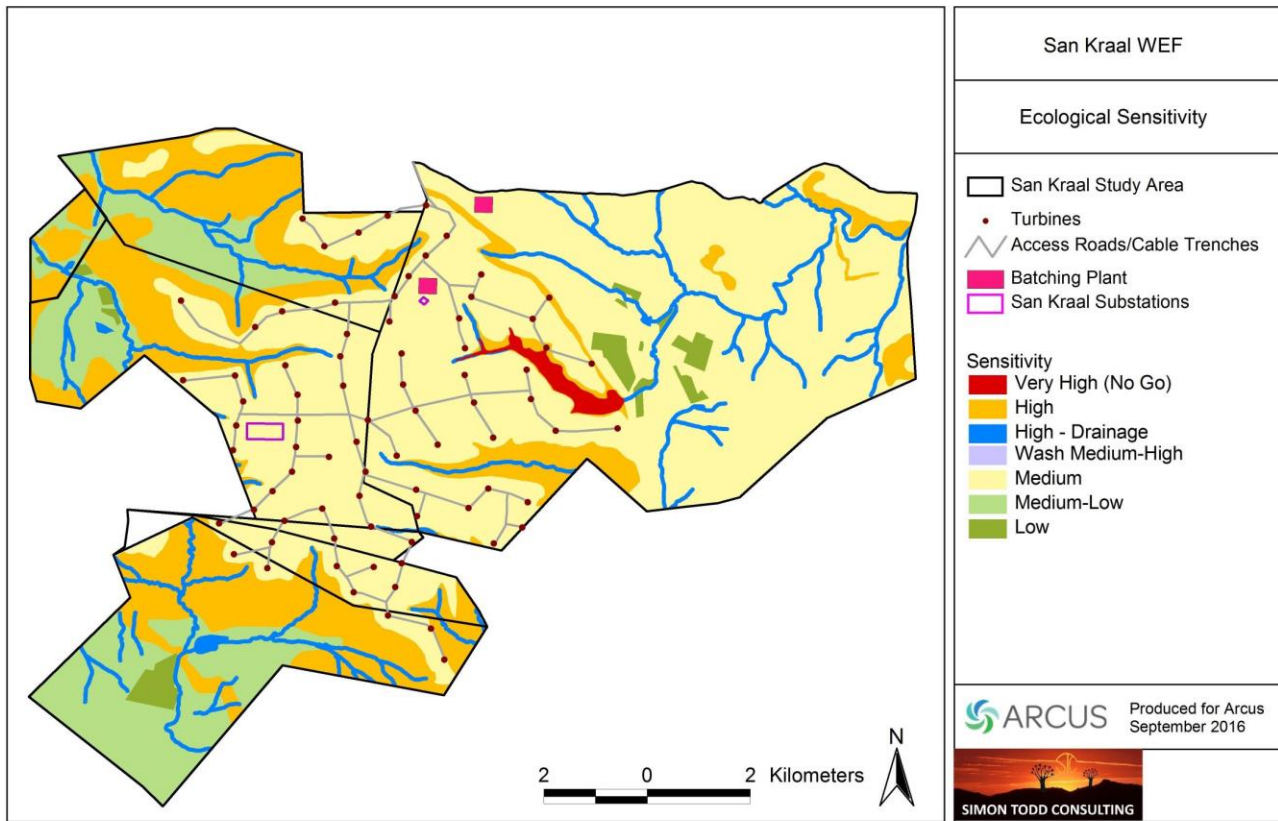 San Kraal WEF
Ecological Sensitivity
San Kraal Study Area
Turbines
Access Roads/Cable Trenches
Batching Plant
San Kraal Substations
Sensitivity
Very High (No Go)
High
High - Drainage
Wash Medium-High
Medium
Medium-Low
Low
N
2 0 2 Kilometers
ARCUS
Produced for Arcus
September 2016
SIMON TODD CONSULTING